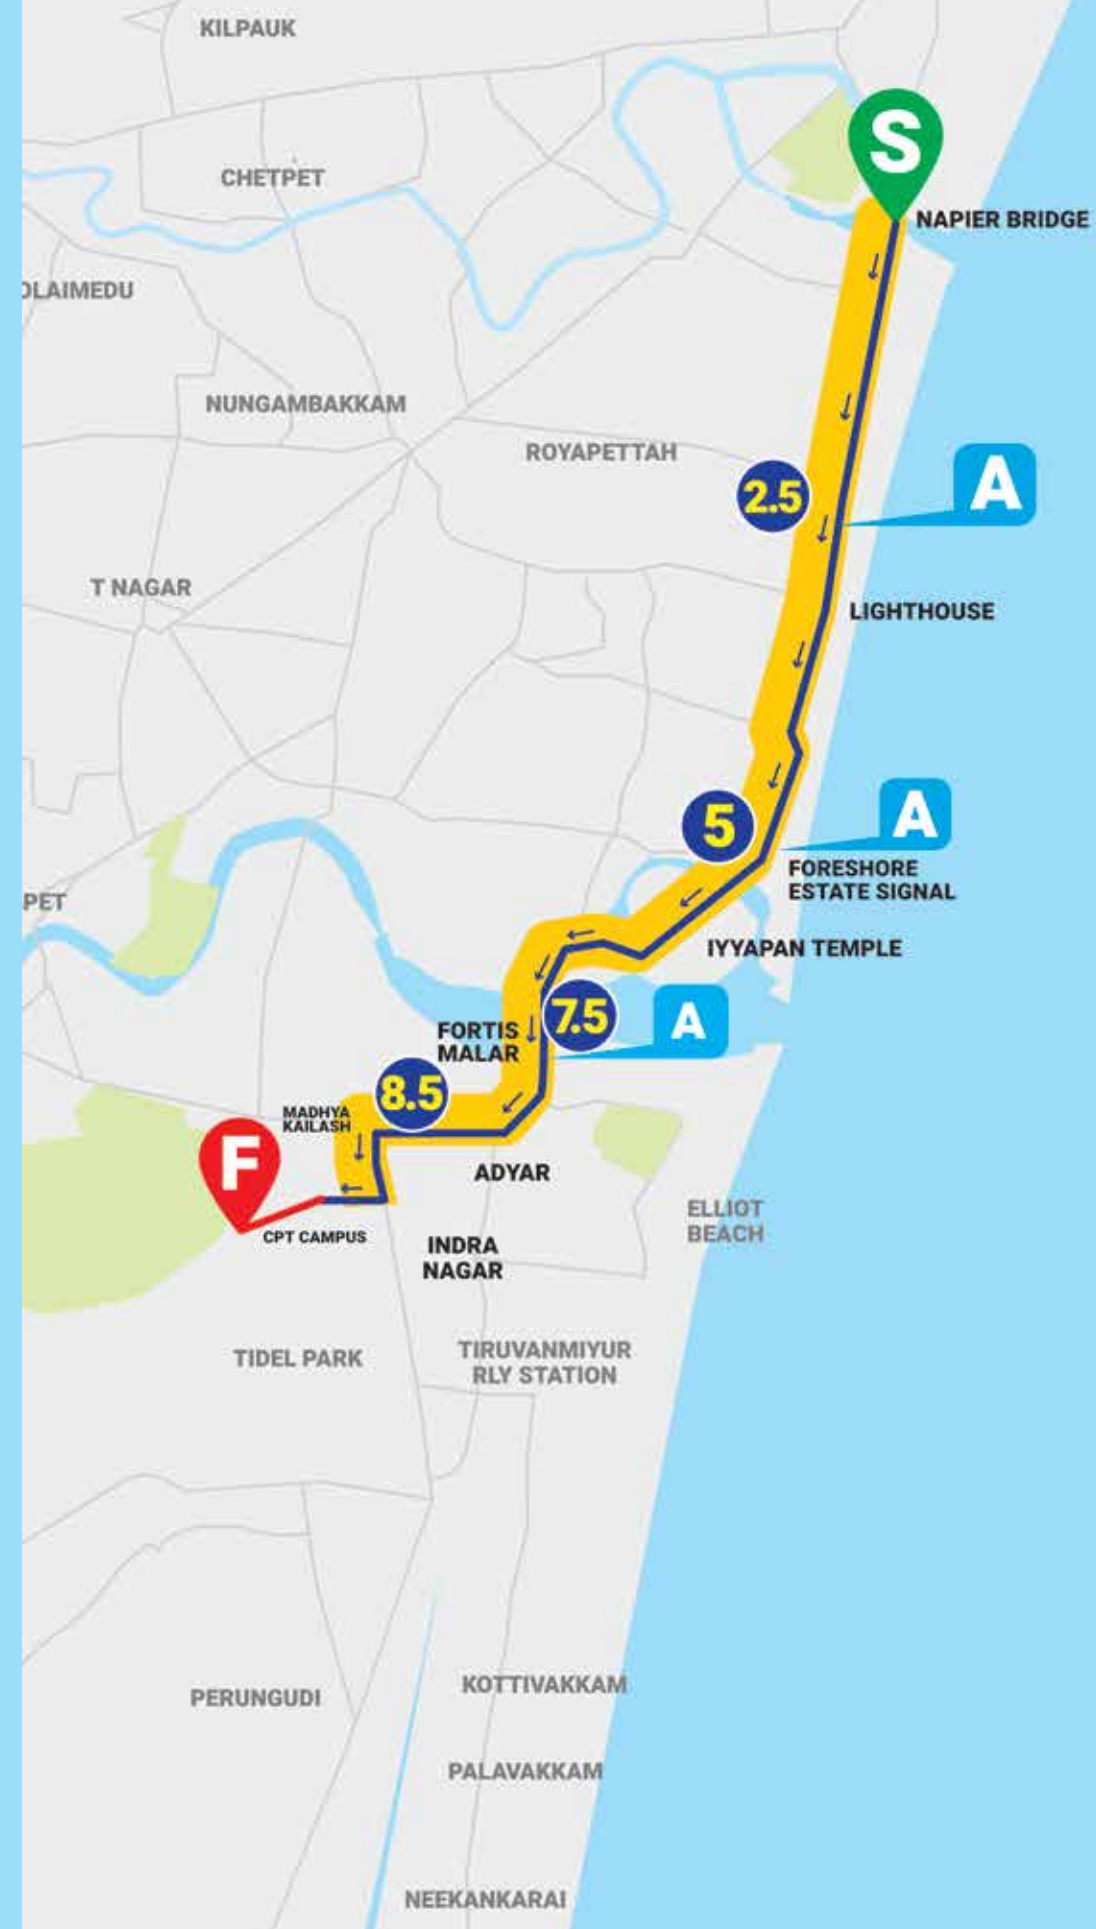 KILPAUK
S
CHETPET
NAPIER BRIDGE
OLAIMEDU
NUNGAMBAKKAM
ROYAPETTAH
A
2.5
T NAGAR
LIGHTHOUSE
A
5
FORESHORE
ESTATE SIGNAL
PET
IYYAPAN TEMPLE
7.5
A
FORTIS
MALAR
8.5
MADHYA
KAILASH
F
ADYAR
CPT CAMPUS
ELLIOT
BEACH
INDRA
NAGAR
TIDEL PARK
TIRUVANMIYUR
RLY STATION
PERUNGUDI
KOTTIVAKKAM
PALAVAKKAM
NEEKANKARAI